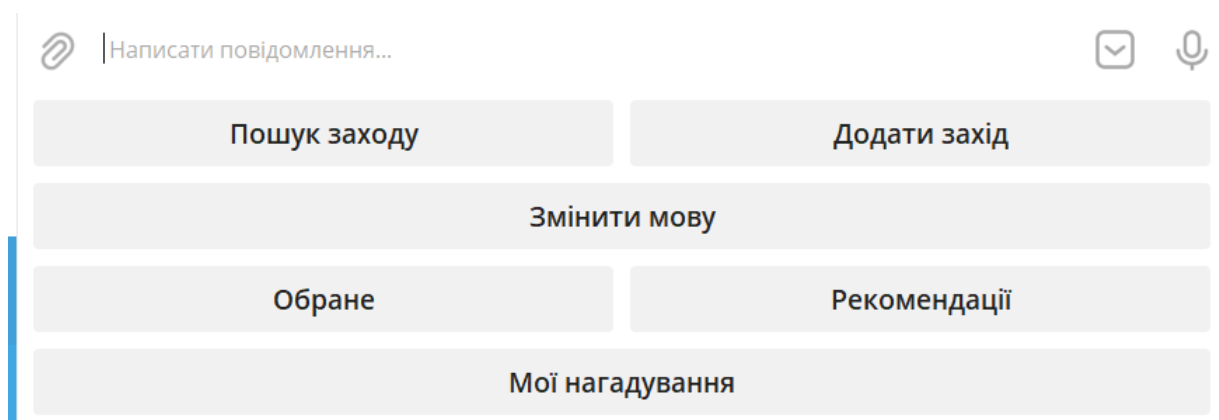 Написати повідомлення...
Пошук заходу
Додати захід
Змінити мову
Обране
Рекомендації
Мої нагадування